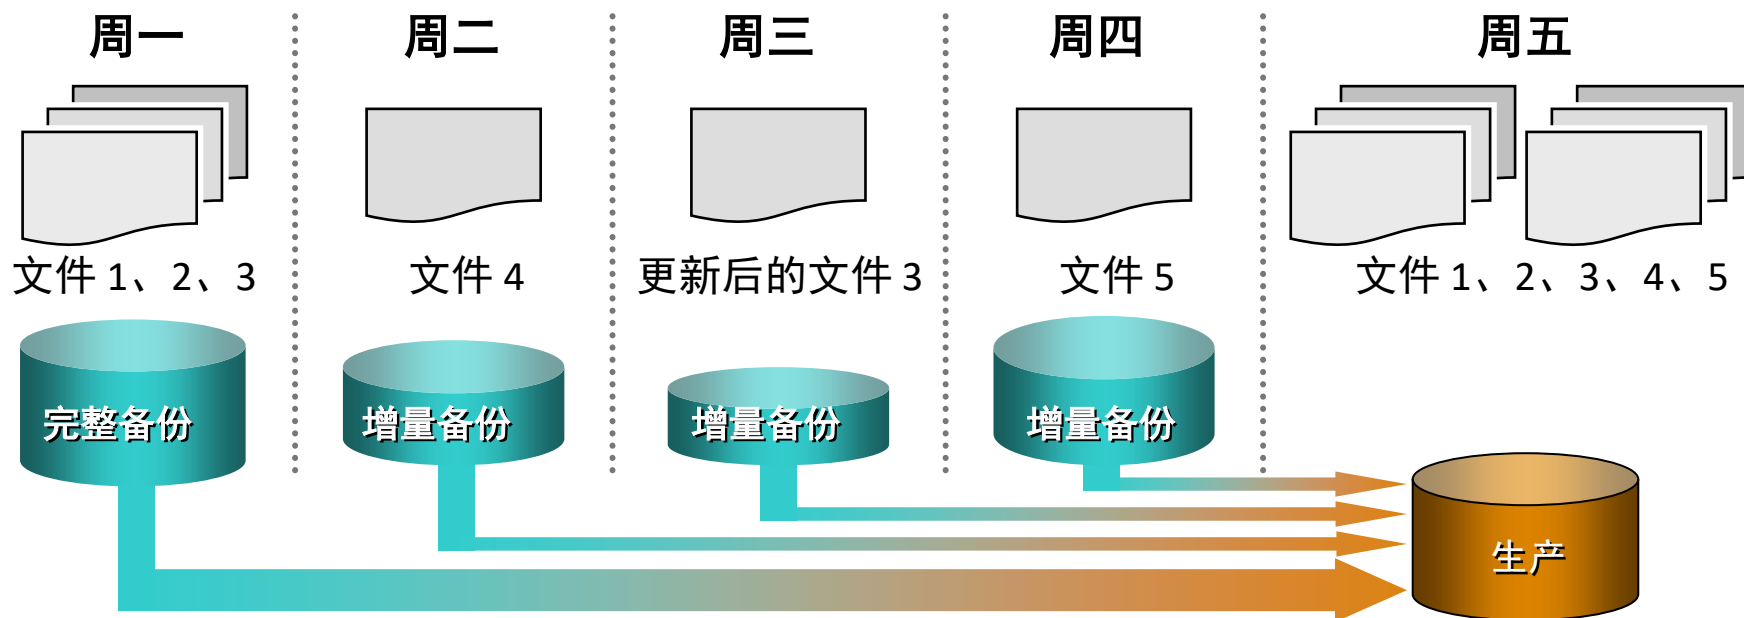 周一
周二
周三
周四
周五
文件 1、2、3
文件 4
更新后的文件 3
文件 5
文件 1、2、3、4、5
完整备份
增量备份
增量备份
增量备份
生产